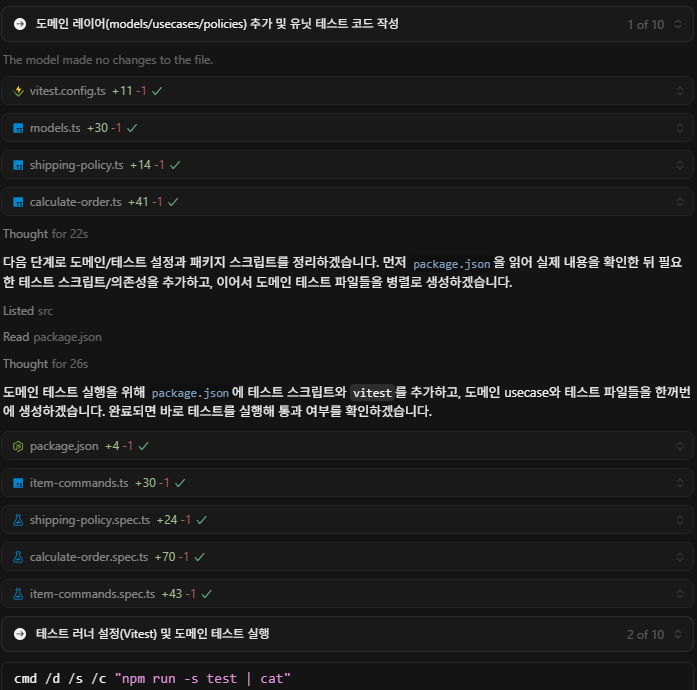 도메인 레이어(models/usecases/policies) 추가 및 유닛 테스트 코드 작성 1 of 10
The model made no changes to the file.
vitest.config.ts +11 -1
models.ts +30 -1
shipping-policy.ts +14 -1
calculate-order.ts +41 -1
Thought for 22s
다음 단계로 도메인/테스트 설정과 패키지 스크립트를 정리하겠습니다. 먼저 package.json 을 읽어 실제 내용을 확인한 뒤 필요
한 테스트 스크립트/의존성을 추가하고, 이어서 도메인 테스트 파일들을 병렬로 생성하겠습니다.
Listed src
Read package.json
Thought for 26s
도메인 테스트 실행을 위해 package.json 에 테스트 스크립트와 vitest 를 추가하고, 도메인 usecase와 테스트 파일들을 한꺼번
에 생성하겠습니다. 완료되면 바로 테스트를 실행해 통과 여부를 확인하겠습니다.
package.json +4 -1
item-commands.ts +30 -1
shipping-policy.spec.ts +24 -1
calculate-order.spec.ts +70 -1
item-commands.spec.ts +43 -1
테스트 러너 설정(Vitest) 및 도메인 테스트 실행 2 of 10
cmd /d /s /c "npm run -s test | cat"